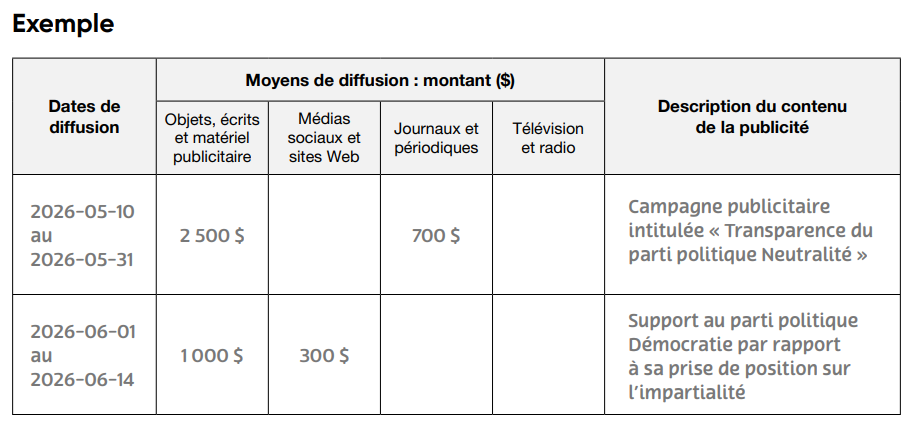 Exemple
Dates de
diffusion
Moyens de diffusion : montant ($)
Description du contenu
de la publicité
Objets, écrits
et matériel
publicitaire
Médias
sociaux et
sites Web
Journaux et
périodiques
Télévision
et radio
2026-05-10
au
2026-05-31
2 500 $
700 $
Campagne publicitaire
intitulée « Transparence du
parti politique Neutralité »
2026-06-01
au
2026-06-14
1 000 $
300 $
Support au parti politique
Démocratie par rapport
à sa prise de position sur
l’impartialité